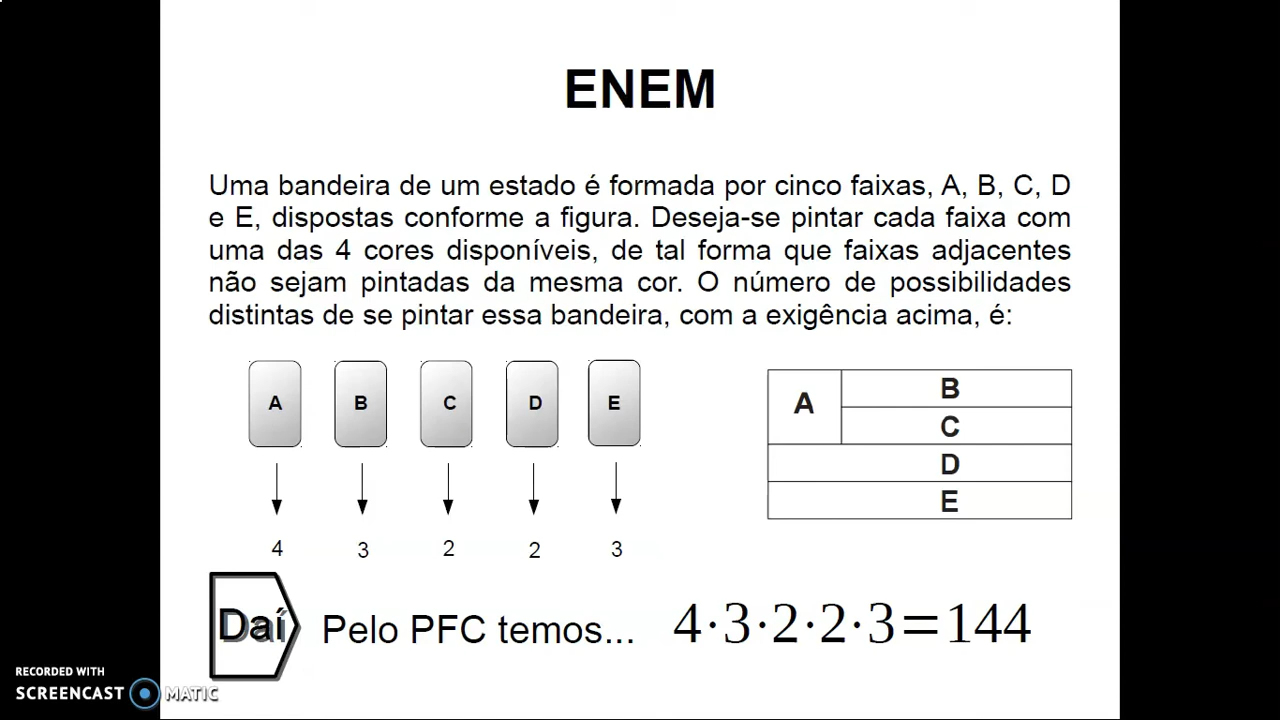 ENEM
Uma bandeira de um estado é formada por cinco faixas, A, B, C, D
e E, dispostas conforme a figura. Deseja-se pintar cada faixa com
uma das 4 cores disponíveis, de tal forma que faixas adjacentes
não sejam pintadas da mesma cor. O número de possibilidades
distintas de se pintar essa bandeira, com a exigência acima, é:
A B C D E
4 3 2 2 3
A
B
C
D
E
Daí
Pelo PFC temos... 4·3·2·2·3=144
RECORDED WITH
SCREENCAST MATIC